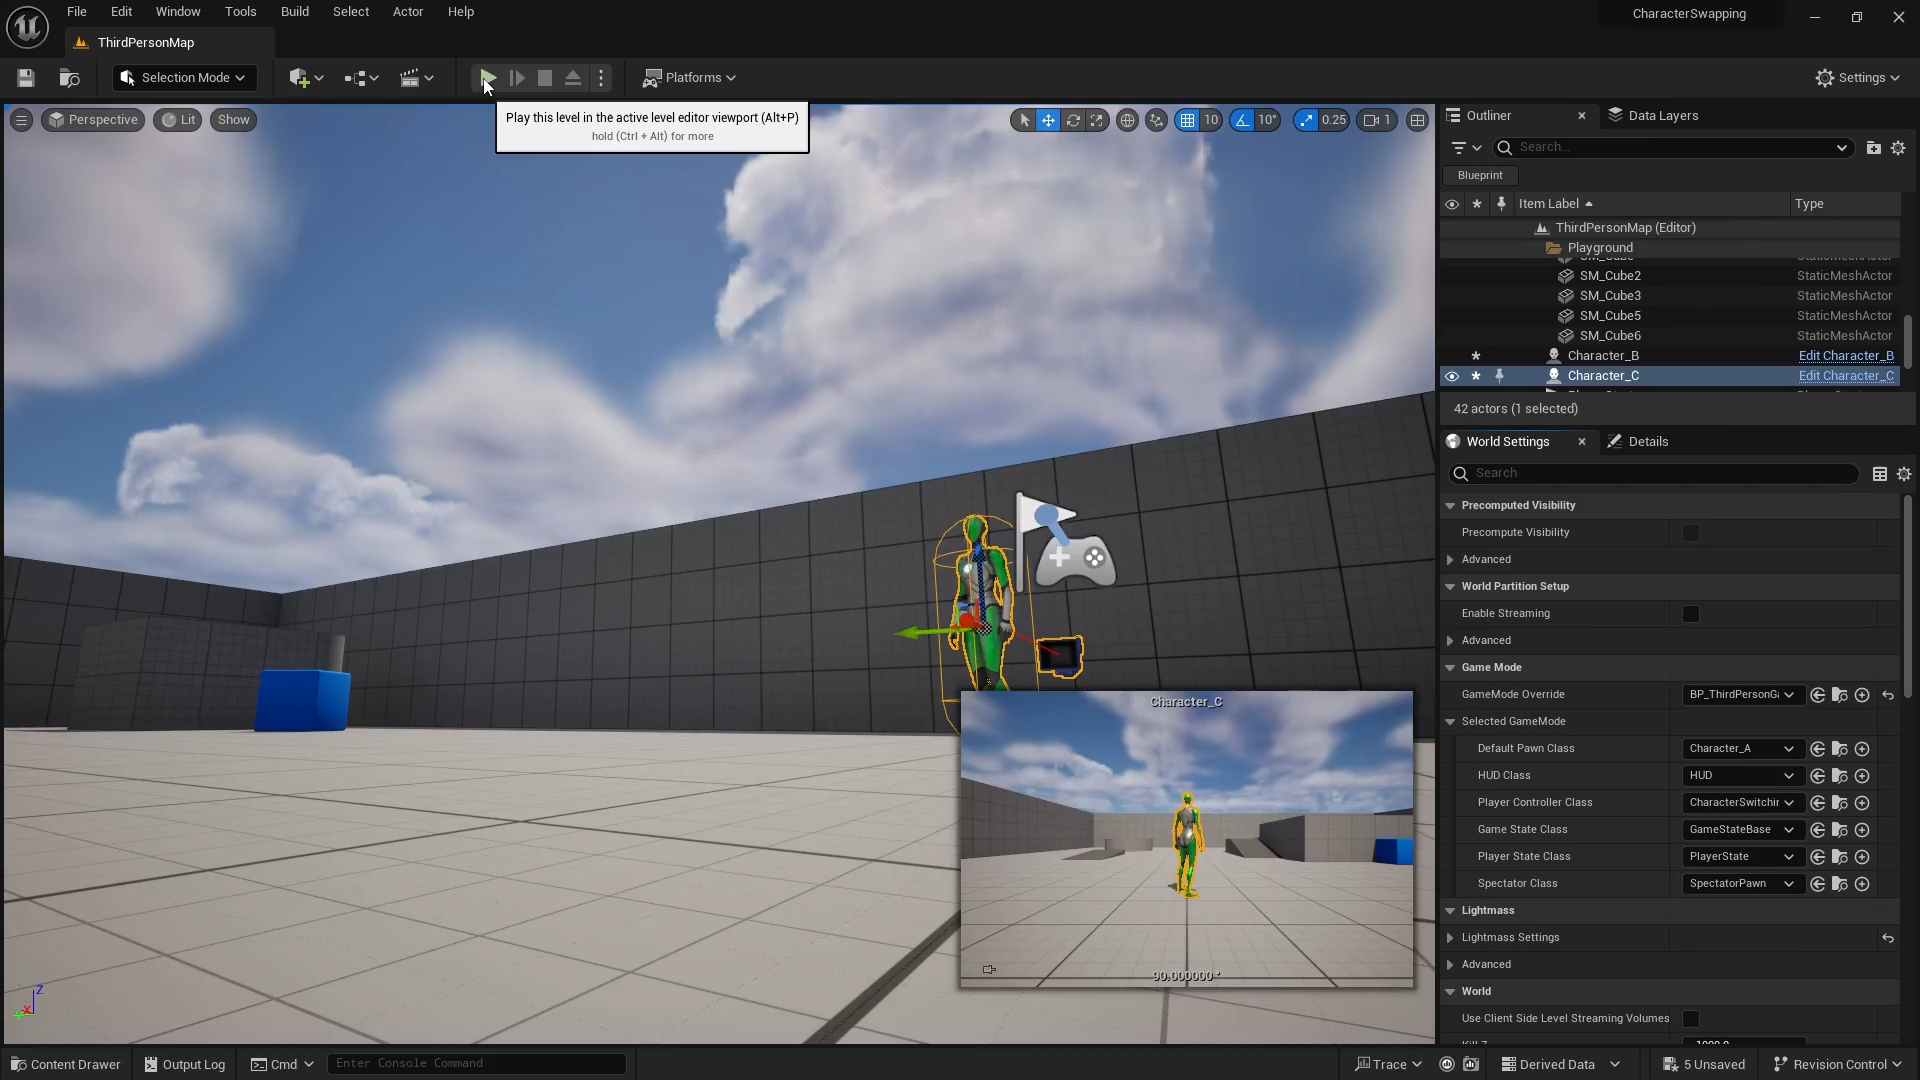 File Edit Window Tools Build Select Actor Help
CharacterSwapping
ThirdPersonMap
Selection Mode
Platforms
Settings
Perspective Lit Show
Play this level in the active level editor viewport (Alt+P)
hold (Ctrl + Alt) for more
10 10° 0.25 1
Outliner
Data Layers
Search...
Blueprint
Item Label Type
ThirdPersonMap (Editor)
Playground
SM_Cube2 StaticMeshActor
SM_Cube3 StaticMeshActor
SM_Cube5 StaticMeshActor
SM_Cube6 StaticMeshActor
Character_B Edit Character_B
Character_C Edit Character_C
42 actors (1 selected)
World Settings
Details
Search
Precomputed Visibility
Precompute Visibility
Advanced
World Partition Setup
Enable Streaming
Advanced
Game Mode
GameMode Override BP_ThirdPersonGa
Selected GameMode
Default Pawn Class Character_A
HUD Class HUD
Player Controller Class CharacterSwitchin
Game State Class GameStateBase
Player State Class PlayerState
Spectator Class SpectatorPawn
Lightmass
Lightmass Settings
Advanced
World
Use Client Side Level Streaming Volumes
Character_C
90.000000 °
Z
X
Content Drawer Output Log Cmd Enter Console Command
Trace Derived Data 5 Unsaved Revision Control